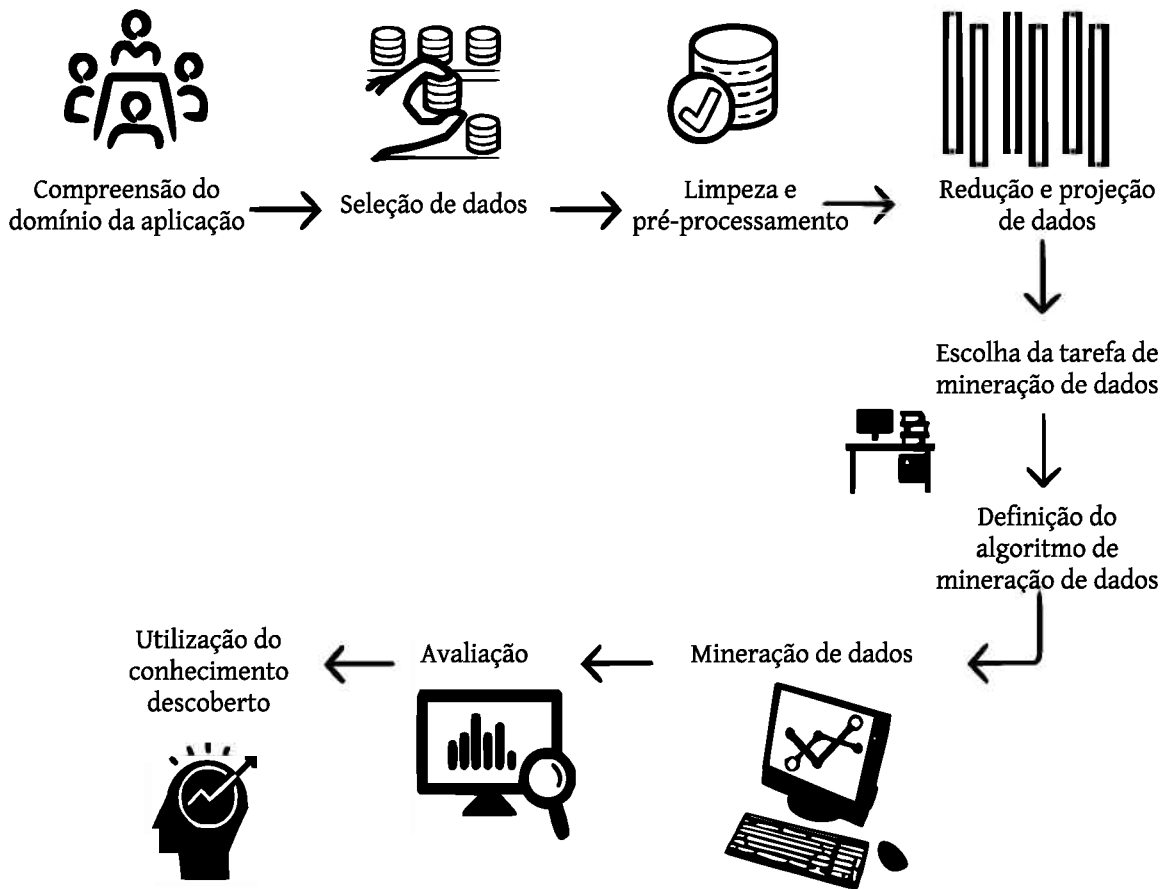 Compreensão do
domínio da aplicação
Seleção de dados
Limpeza e
pré-processamento
Redução e projeção
de dados
Escolha da tarefa de
mineração de dados
Definição do
algoritmo de
mineração de dados
Mineração de dados
Avaliação
Utilização do
conhecimento
descoberto